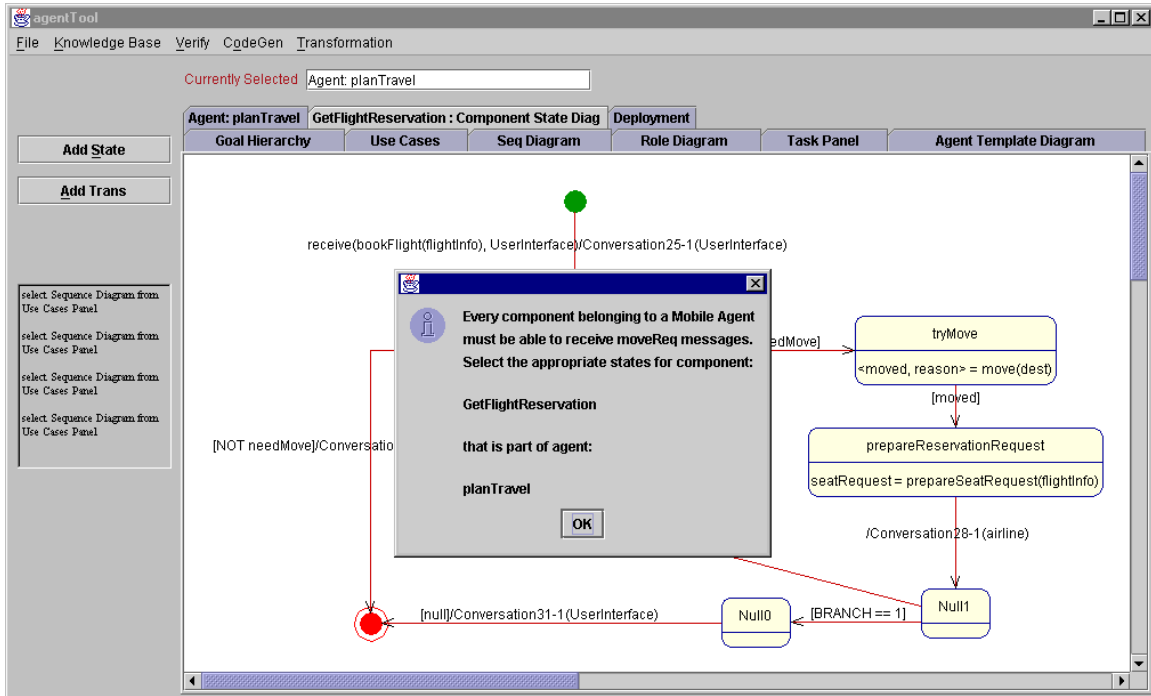 agentTool
File Knowledge Base Verify CodeGen Transformation
Currently Selected Agent: planTravel
Agent: planTravel GetFlightReservation : Component State Diag Deployment
Goal Hierarchy Use Cases Seq Diagram Role Diagram Task Panel Agent Template Diagram
Add State
Add Trans
select Sequence Diagram from
Use Cases Panel
select Sequence Diagram from
Use Cases Panel
select Sequence Diagram from
Use Cases Panel
select Sequence Diagram from
Use Cases Panel
receive(bookFlight(flightInfo), UserInterface)/Conversation25-1(UserInterface)
Every component belonging to a Mobile Agent
must be able to receive moveReq messages.
Select the appropriate states for component:
GetFlightReservation
that is part of agent:
planTravel
OK
edMove]
tryMove
<moved, reason> = move(dest)
[moved]
[NOT needMove]/Conversatio
prepareReservationRequest
seatRequest = prepareSeatRequest(flightInfo)
/Conversation28-1(airline)
Null1
[BRANCH == 1]
Null0
[null]/Conversation31-1(UserInterface)